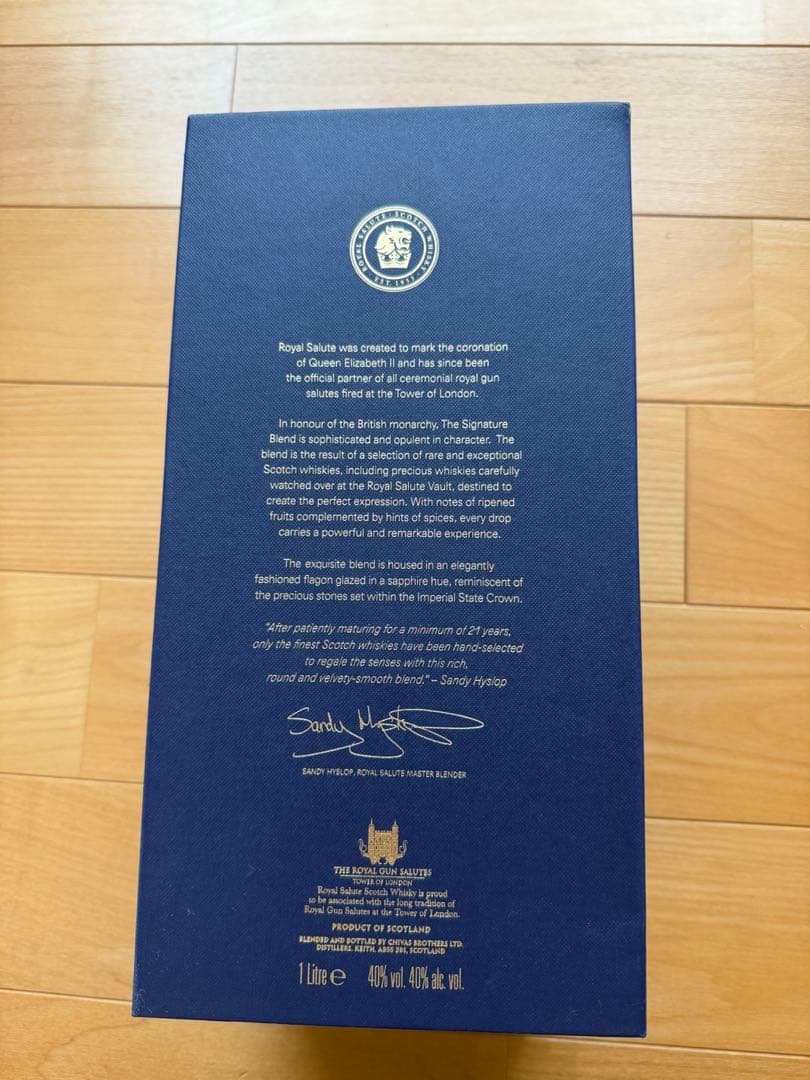 ROYAL SALUTE · SCOTCH WHISKY
EST. 1953
Royal Salute was created to mark the coronation
of Queen Elizabeth II and has since been
the official partner of all ceremonial royal gun
salutes fired at the Tower of London.
In honour of the British monarchy, The Signature
Blend is sophisticated and opulent in character. The
blend is the result of a selection of rare and exceptional
Scotch whiskies, including precious whiskies carefully
watched over at the Royal Salute Vault, destined to
create the perfect expression. With notes of ripened
fruits complemented by hints of spices, every drop
carries a powerful and remarkable experience.
The exquisite blend is housed in an elegantly
fashioned flagon glazed in a sapphire hue, reminiscent of
the precious stones set within the Imperial State Crown.
"After patiently maturing for a minimum of 21 years,
only the finest Scotch whiskies have been hand-selected
to regale the senses with this rich,
round and velvety-smooth blend." – Sandy Hyslop
Sandy Hyslop
SANDY HYSLOP, ROYAL SALUTE MASTER BLENDER
THE ROYAL GUN SALUTES
TOWER OF LONDON
Royal Salute Scotch Whisky is proud
to be associated with the long tradition of
Royal Gun Salutes at the Tower of London.
PRODUCT OF SCOTLAND
BLENDED AND BOTTLED BY CHIVAS BROTHERS LTD.
DISTILLERS, KEITH, AB55 5BS, SCOTLAND
1 Litre ℮ 40% vol. 40% alc. vol.